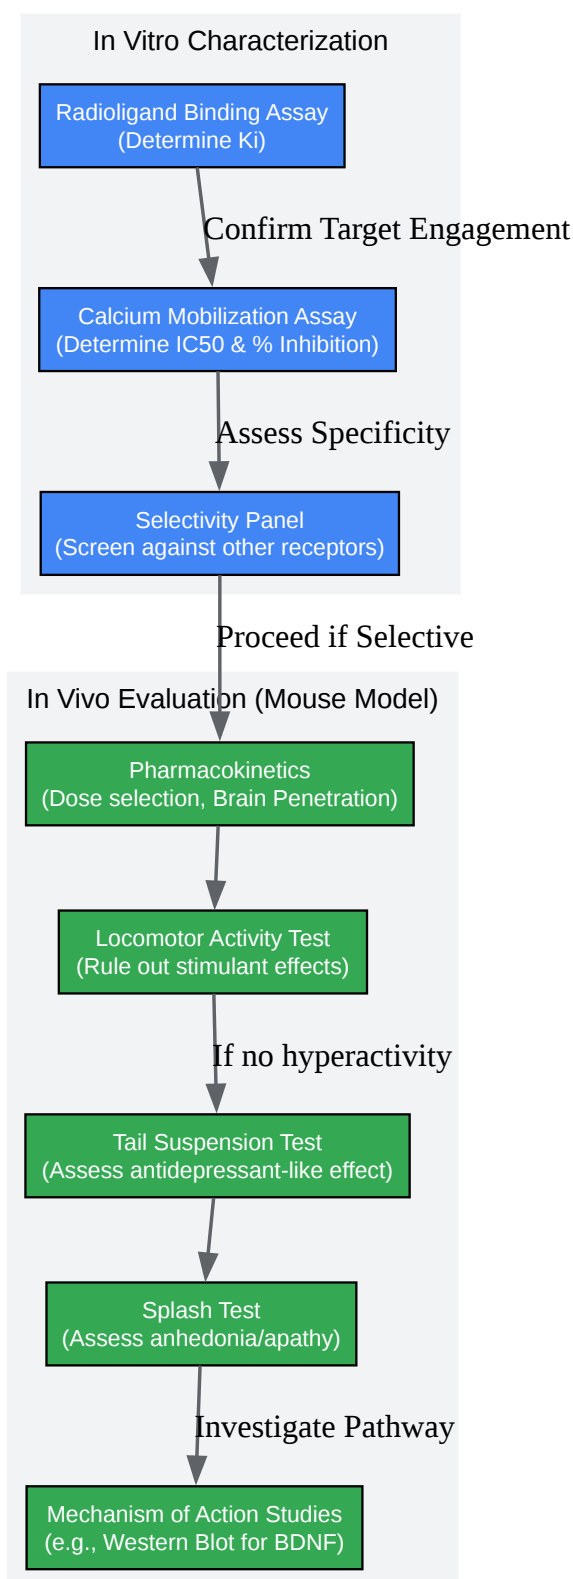 In Vitro Characterization
Radioligand Binding Assay
(Determine Ki)
Confirm Target Engagement
Calcium Mobilization Assay
(Determine IC50 & % Inhibition)
Assess Specificity
Selectivity Panel
(Screen against other receptors)
Proceed if Selective
In Vivo Evaluation (Mouse Model)
Pharmacokinetics
(Dose selection, Brain Penetration)
Locomotor Activity Test
(Rule out stimulant effects)
If no hyperactivity
Tail Suspension Test
(Assess antidepressant-like effect)
Splash Test
(Assess anhedonia/apathy)
Investigate Pathway
Mechanism of Action Studies
(e.g., Western Blot for BDNF)